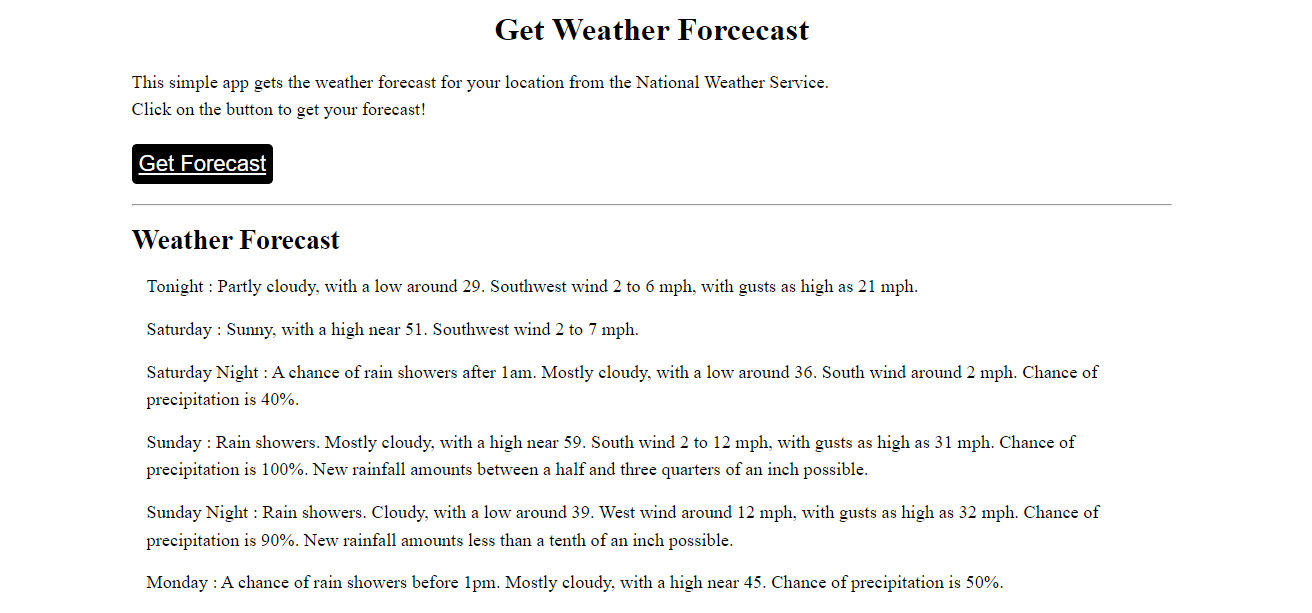 Get Weather Forcecast
This simple app gets the weather forecast for your location from the National Weather Service.
Click on the button to get your forecast!
Get Forecast
Weather Forecast
Tonight : Partly cloudy, with a low around 29. Southwest wind 2 to 6 mph, with gusts as high as 21 mph.
Saturday : Sunny, with a high near 51. Southwest wind 2 to 7 mph.
Saturday Night : A chance of rain showers after 1am. Mostly cloudy, with a low around 36. South wind around 2 mph. Chance of
precipitation is 40%.
Sunday : Rain showers. Mostly cloudy, with a high near 59. South wind 2 to 12 mph, with gusts as high as 31 mph. Chance of
precipitation is 100%. New rainfall amounts between a half and three quarters of an inch possible.
Sunday Night : Rain showers. Cloudy, with a low around 39. West wind around 12 mph, with gusts as high as 32 mph. Chance of
precipitation is 90%. New rainfall amounts less than a tenth of an inch possible.
Monday : A chance of rain showers before 1pm. Mostly cloudy, with a high near 45. Chance of precipitation is 50%.